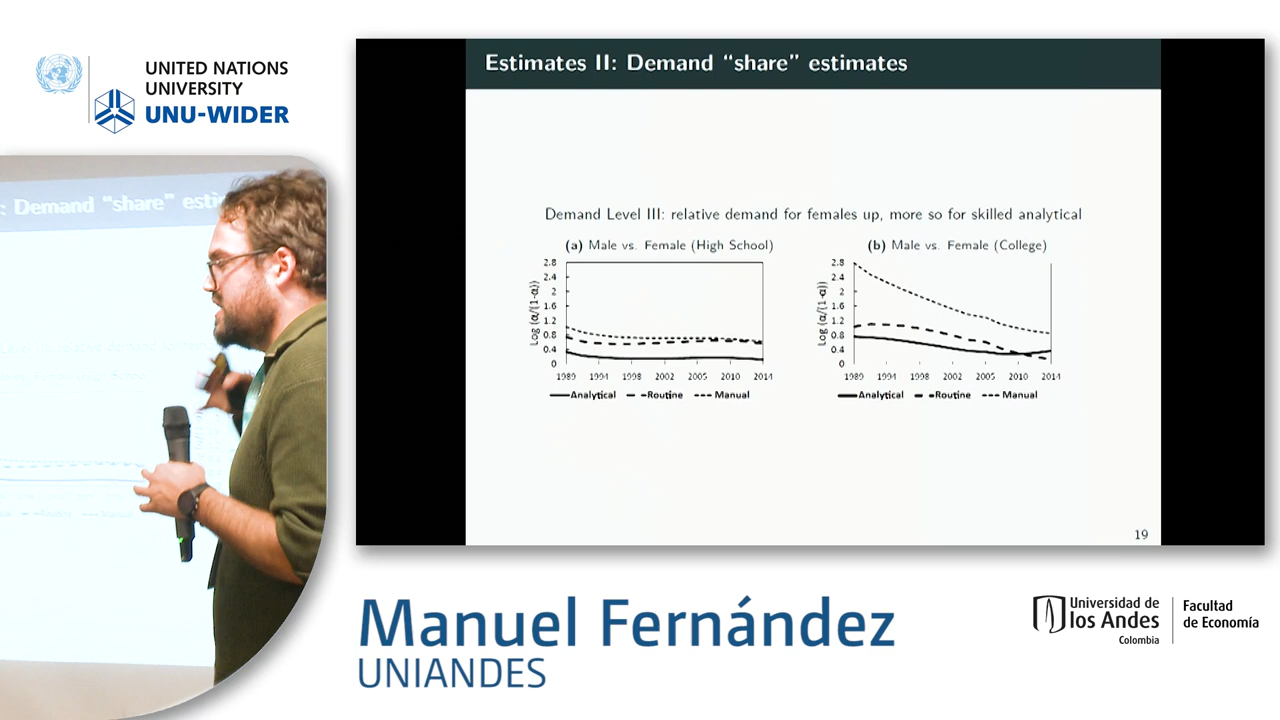 UNITED NATIONS
UNIVERSITY
UNU-WIDER
: Demand “share” esti
Estimates II: Demand “share” estimates
Demand Level III: relative demand for females up, more so for skilled analytical
(a) Male vs. Female (High School)
Log (α/(1-α))
2.8
2.4
2
1.6
1.2
0.8
0.4
0
1989 1994 1998 2002 2005 2010 2014
Analytical Routine Manual
(b) Male vs. Female (College)
Log (α/(1-α))
2.8
2.4
2
1.6
1.2
0.8
0.4
0
1989 1994 1998 2002 2005 2010 2014
Analytical Routine Manual
19
Manuel Fernández
UNIANDES
Universidad de
los Andes
Colombia
Facultad
de Economía